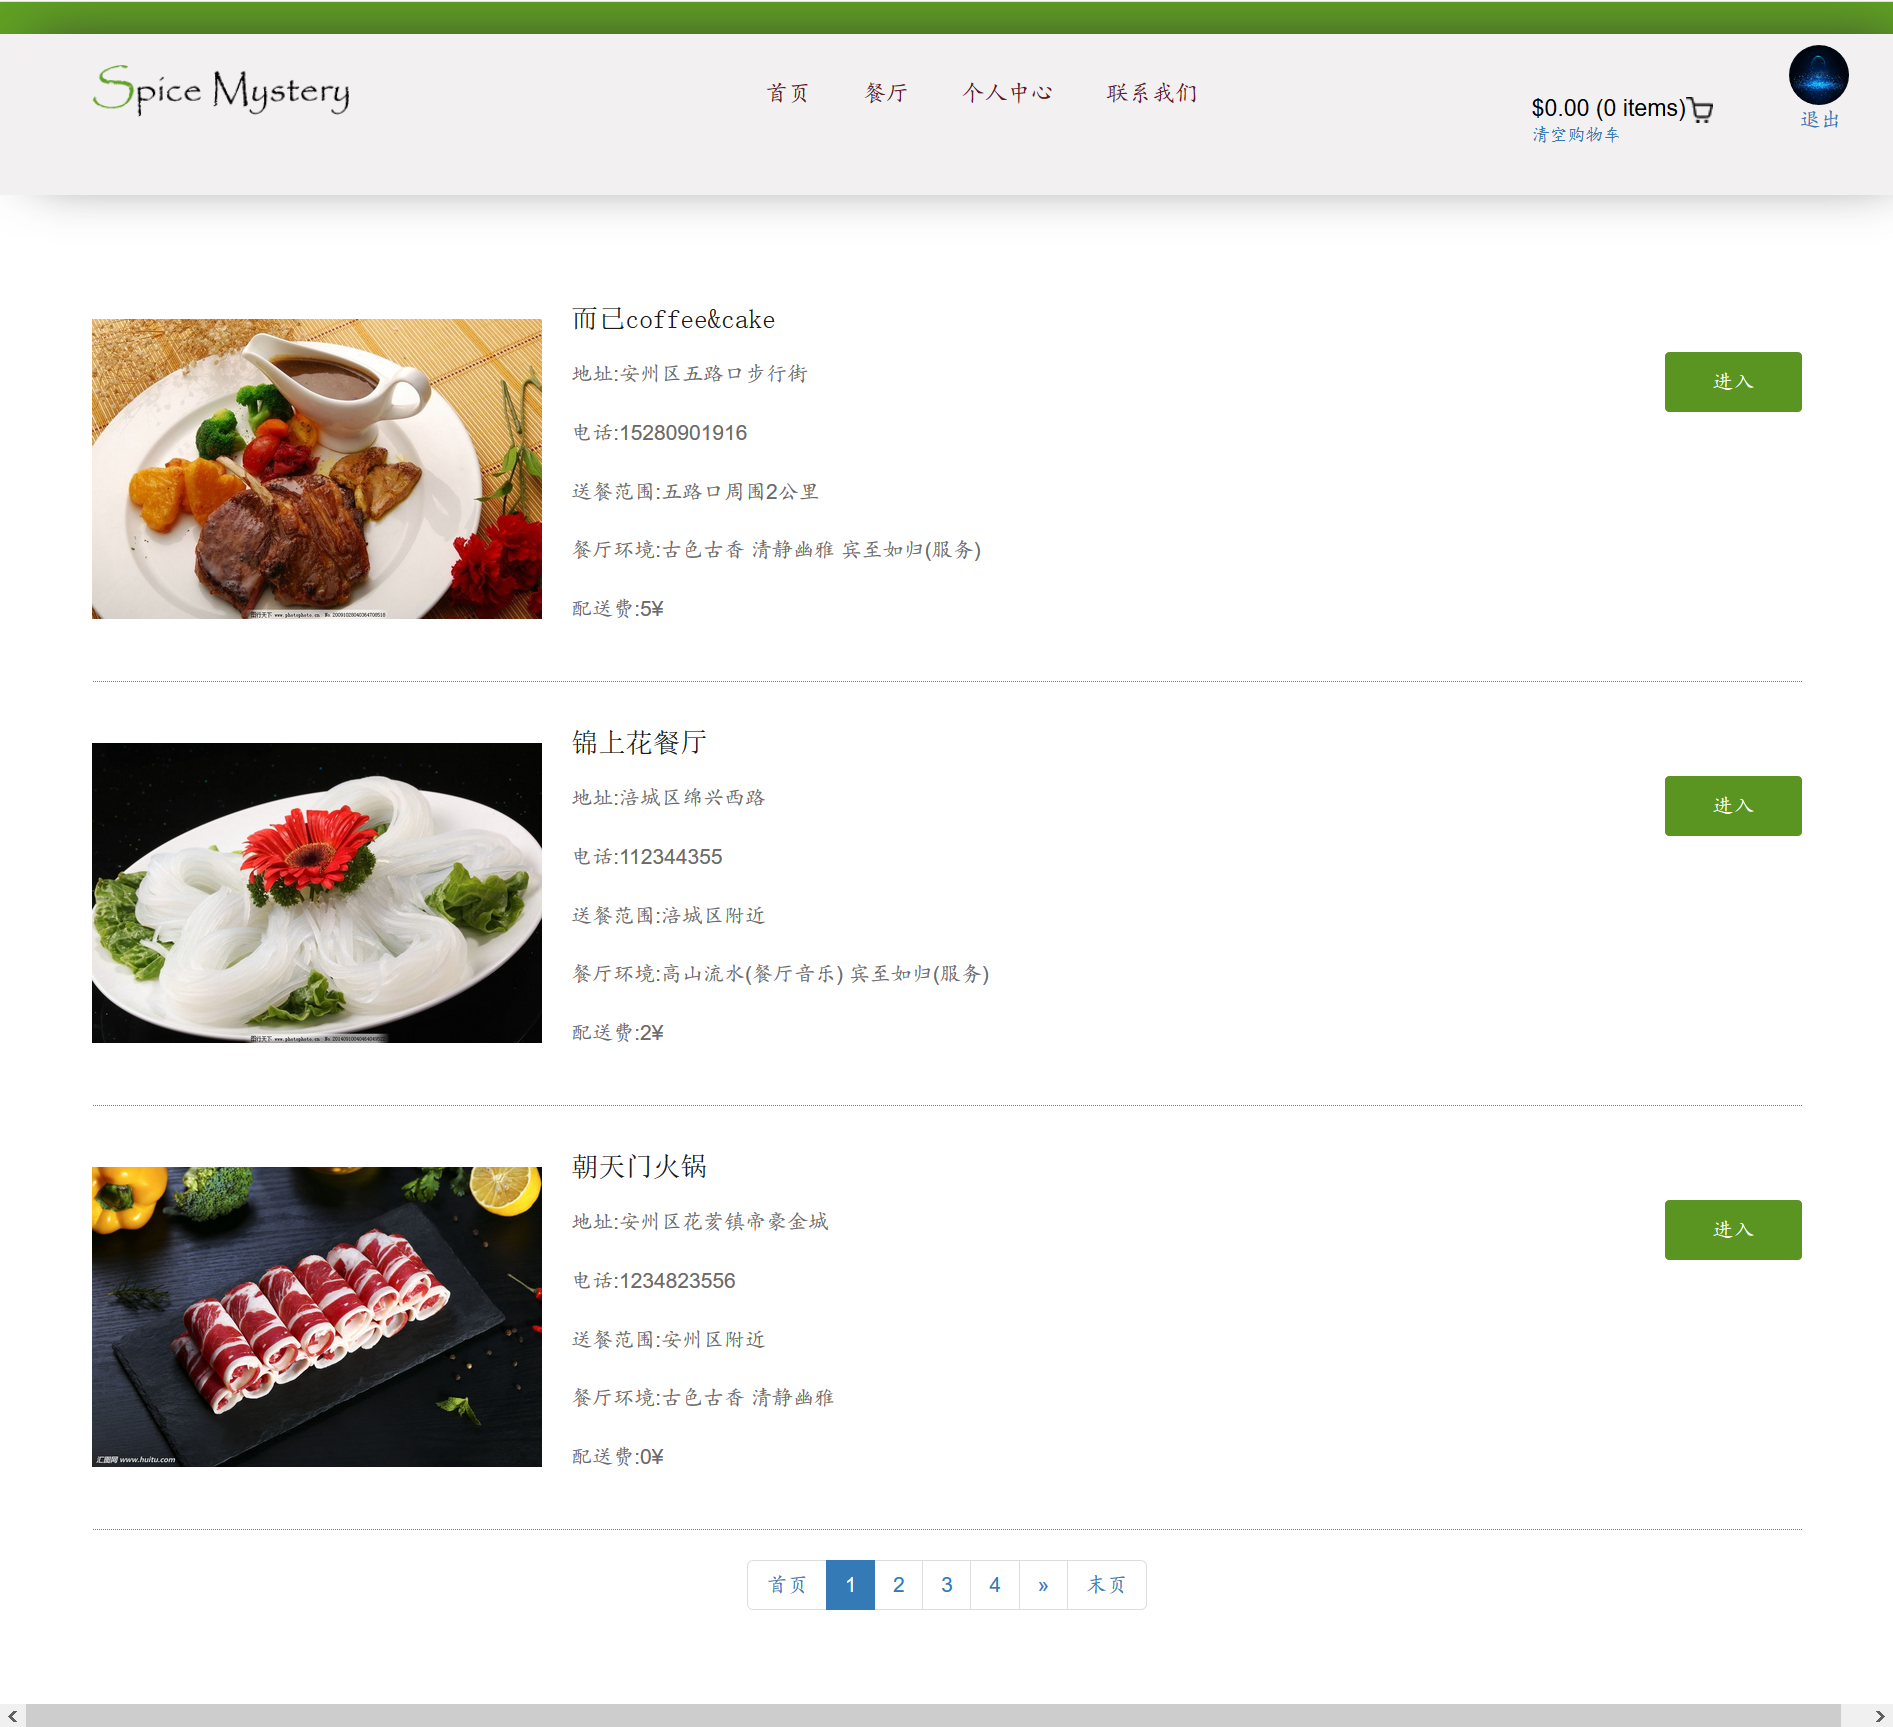 Spice Mystery
首页 餐厅 个人中心 联系我们
$0.00 (0 items)
清空购物车
退出
而已coffee&cake
地址:安州区五路口步行街
进入
电话:15280901916
送餐范围:五路口周围2公里
餐厅环境:古色古香 清静幽雅 宾至如归(服务)
配送费:5¥
锦上花餐厅
地址:涪城区绵兴西路
进入
电话:112344355
送餐范围:涪城区附近
餐厅环境:高山流水(餐厅音乐) 宾至如归(服务)
配送费:2¥
朝天门火锅
地址:安州区花荄镇帝豪金城
进入
电话:1234823556
送餐范围:安州区附近
餐厅环境:古色古香 清静幽雅
汇图网 www.huitu.com
配送费:0¥
首页 1 2 3 4 » 末页